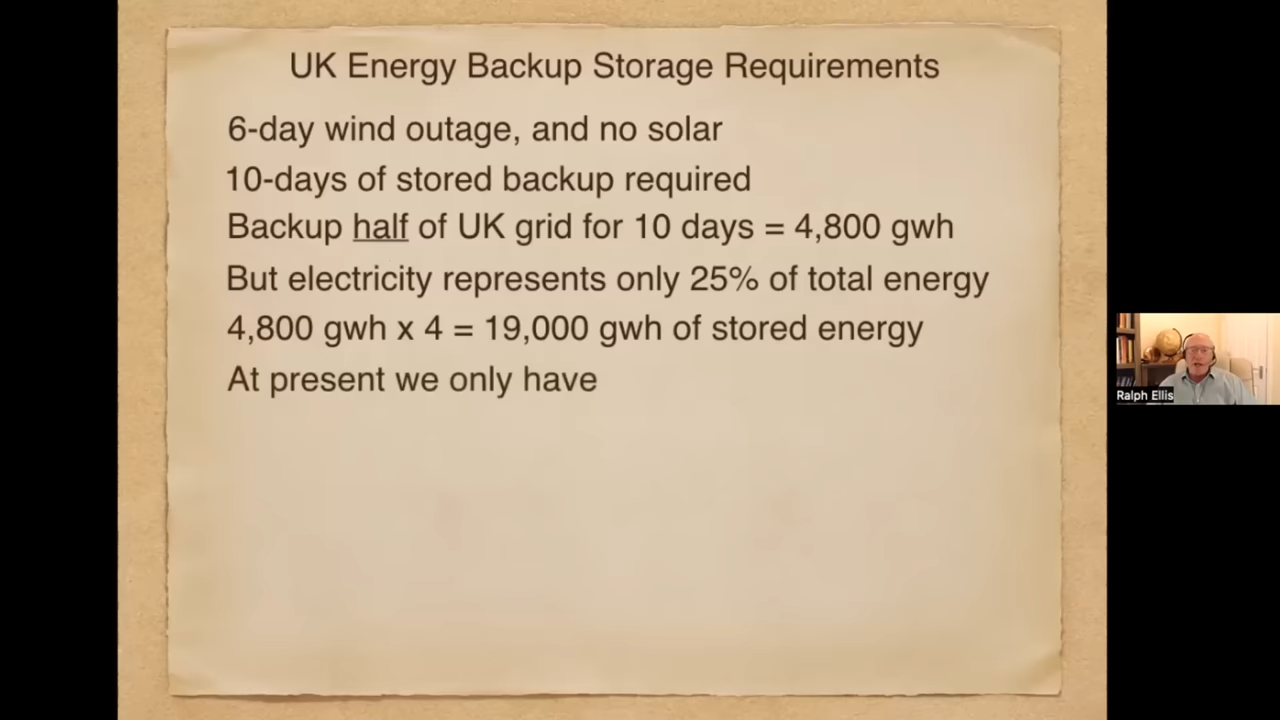 UK Energy Backup Storage Requirements
6-day wind outage, and no solar
10-days of stored backup required
Backup half of UK grid for 10 days = 4,800 gwh
But electricity represents only 25% of total energy
4,800 gwh x 4 = 19,000 gwh of stored energy
At present we only have
Ralph Ellis